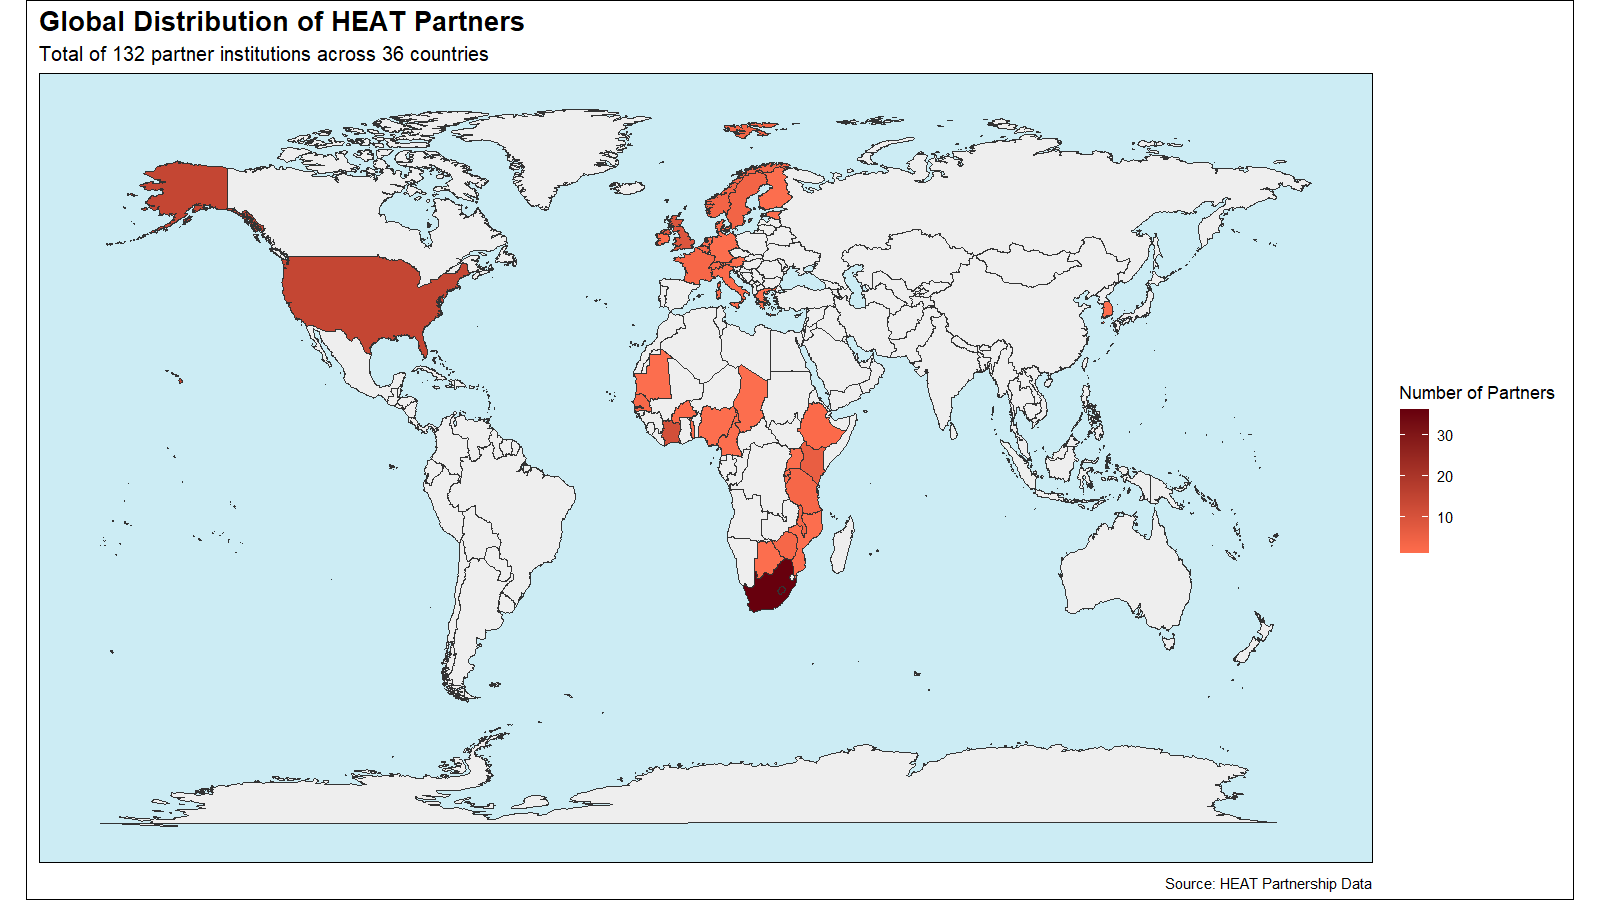 Global Distribution of HEAT Partners
Total of 132 partner institutions across 36 countries
Number of Partners
30
20
10
Source: HEAT Partnership Data